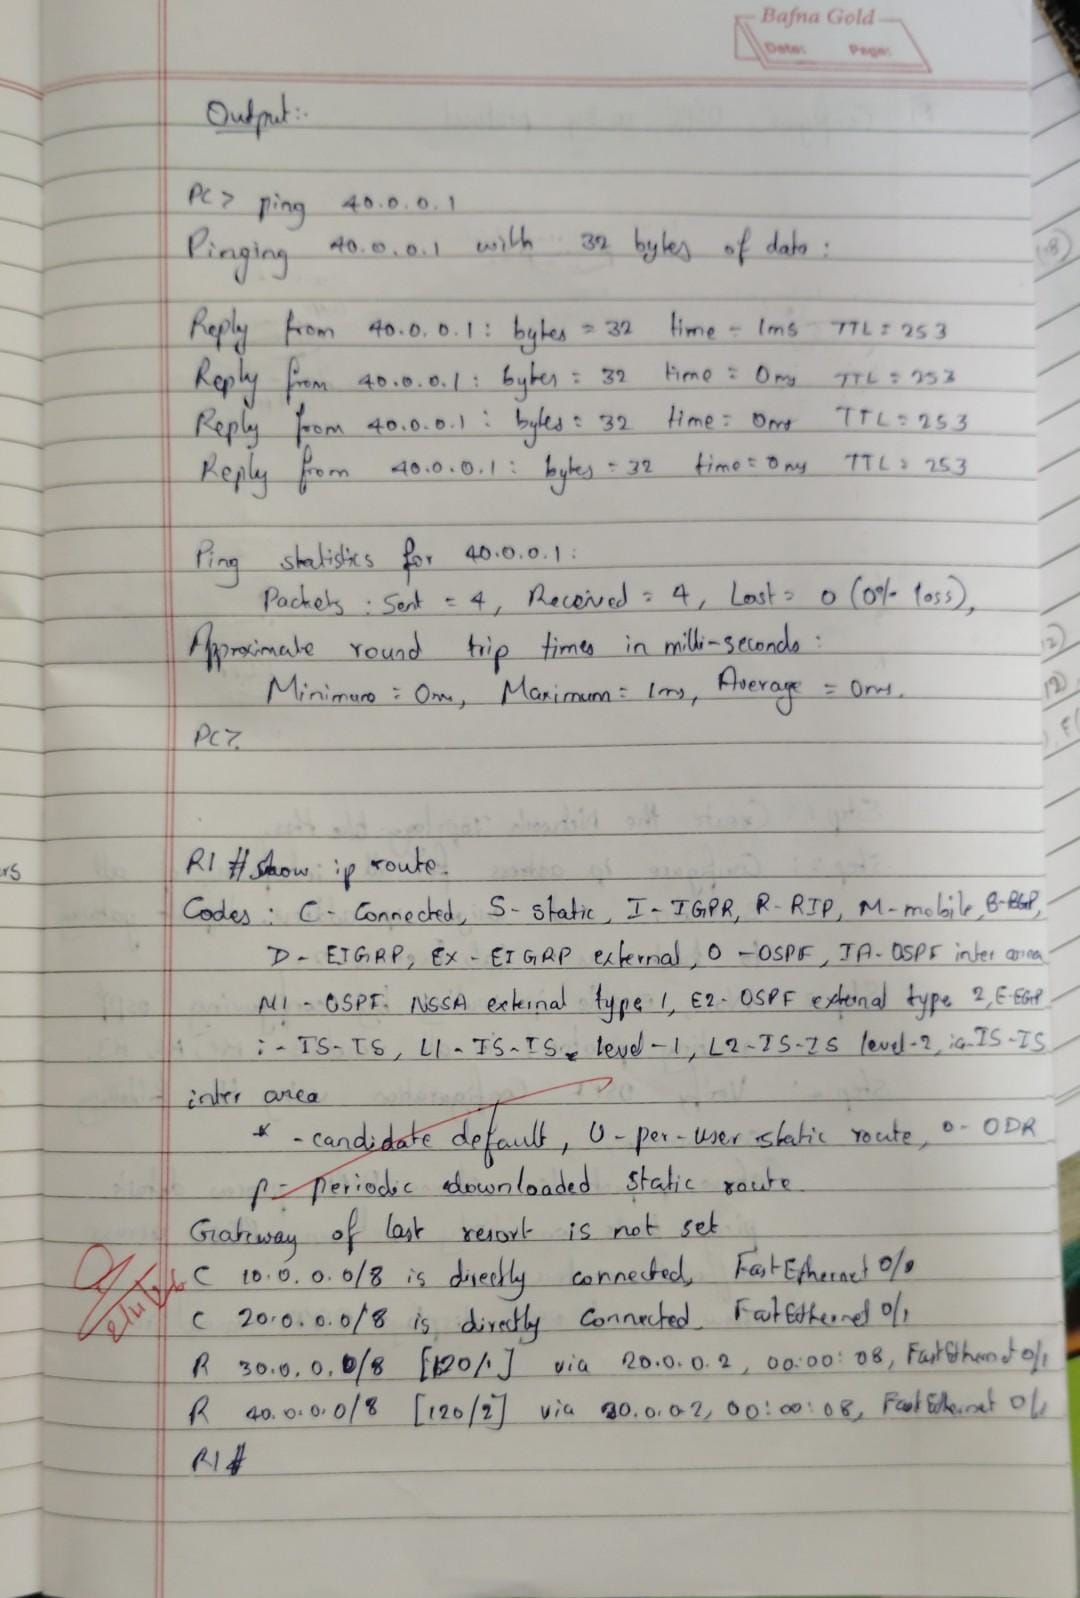 Bafna Gold
Date: Page:
Output:-
PC> ping 40.0.0.1
Pinging 40.0.0.1 with 32 bytes of data:
Reply from 40.0.0.1: bytes = 32 time = 1ms TTL = 253
Reply from 40.0.0.1: bytes = 32 time = 0ms TTL = 253
Reply from 40.0.0.1: bytes = 32 time = 0ms TTL = 253
Reply from 40.0.0.1: bytes = 32 time = 0ms TTL = 253
Ping statistics for 40.0.0.1:
Packets: Sent = 4, Received = 4, Lost = 0 (0% loss),
Approximate round trip times in milli-seconds:
Minimum = 0ms, Maximum = 1ms, Average = 0ms.
PC>
R1 # show ip route.
Codes: C - Connected, S - static, I - IGPR, R - RIP, M - mobile, B-BGP,
D - EIGRP, EX - EIGRP external, O - OSPF, IA - OSPF inter area
N1 - OSPF NSSA external type 1, E2 - OSPF external type 2, E-EGP
i - IS-IS, L1 - IS-IS level-1, L2 - IS-IS level-2, ia-IS-IS
inter area
* - candidate default, U - per-user static route, o - ODR
P - periodic downloaded static route
Gateway of last resort is not set
C 10.0.0.0/8 is directly connected, FastEthernet 0/0
C 20.0.0.0/8 is directly Connected FastEthernet 0/1
R 30.0.0.0/8 [120/1] via 20.0.0.2, 00:00:08, FastEthernet 0/1
R 40.0.0.0/8 [120/2] via 20.0.0.2, 00:00:08, FastEthernet 0/1
R1#